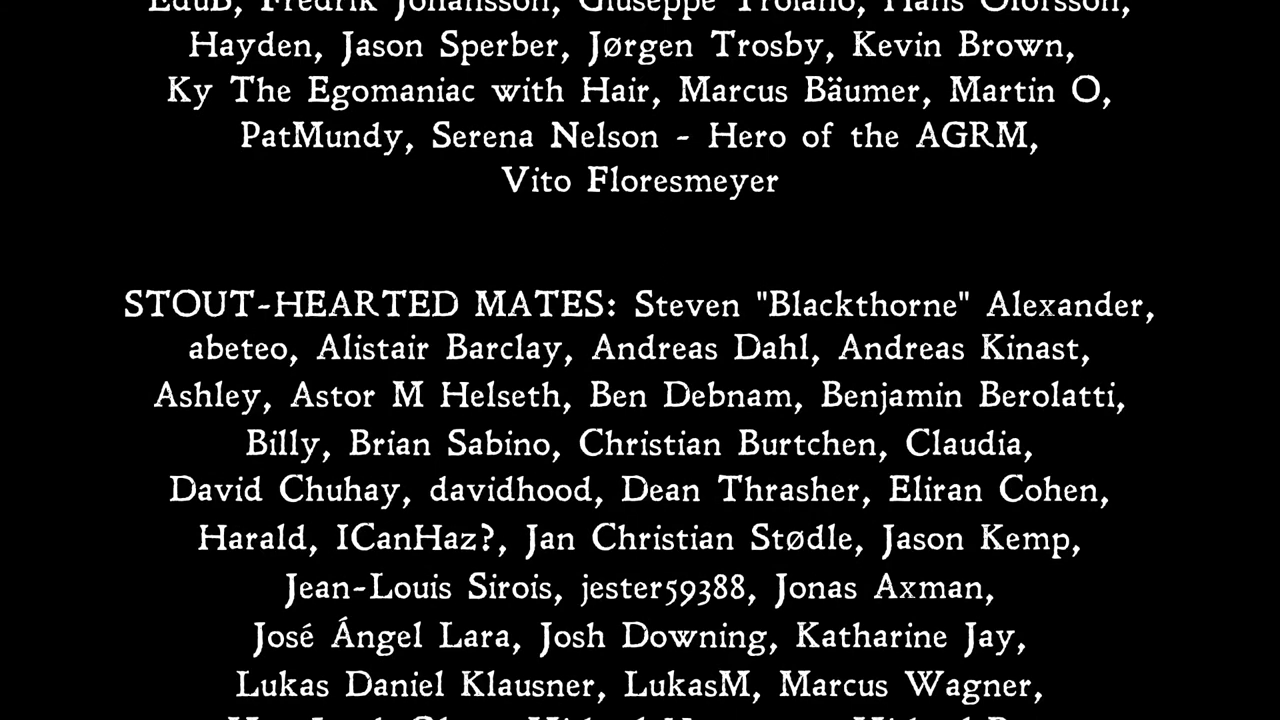 EduB, Fredrik Johansson, Giuseppe Troiano, Hans Olofsson,
Hayden, Jason Sperber, Jørgen Trosby, Kevin Brown,
Ky The Egomaniac with Hair, Marcus Bäumer, Martin O,
PatMundy, Serena Nelson - Hero of the AGRM,
Vito Floresmeyer
STOUT-HEARTED MATES: Steven "Blackthorne" Alexander,
abeteo, Alistair Barclay, Andreas Dahl, Andreas Kinast,
Ashley, Astor M Helseth, Ben Debnam, Benjamin Berolatti,
Billy, Brian Sabino, Christian Burtchen, Claudia,
David Chuhay, davidhood, Dean Thrasher, Eliran Cohen,
Harald, ICanHaz?, Jan Christian Stødle, Jason Kemp,
Jean-Louis Sirois, jester59388, Jonas Axman,
José Ángel Lara, Josh Downing, Katharine Jay,
Lukas Daniel Klausner, LukasM, Marcus Wagner,